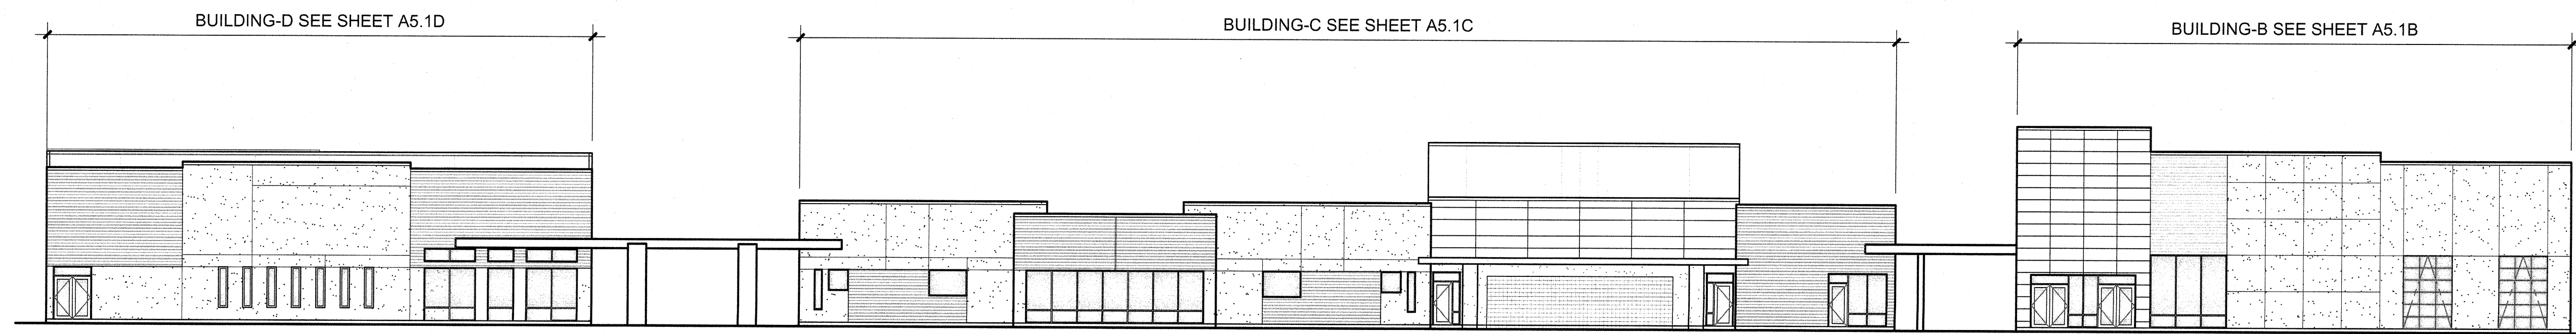 BUILDING-D SEE SHEET A5.1D
BUILDING-C SEE SHEET A5.1C
BUILDING-B SEE SHEET A5.1B